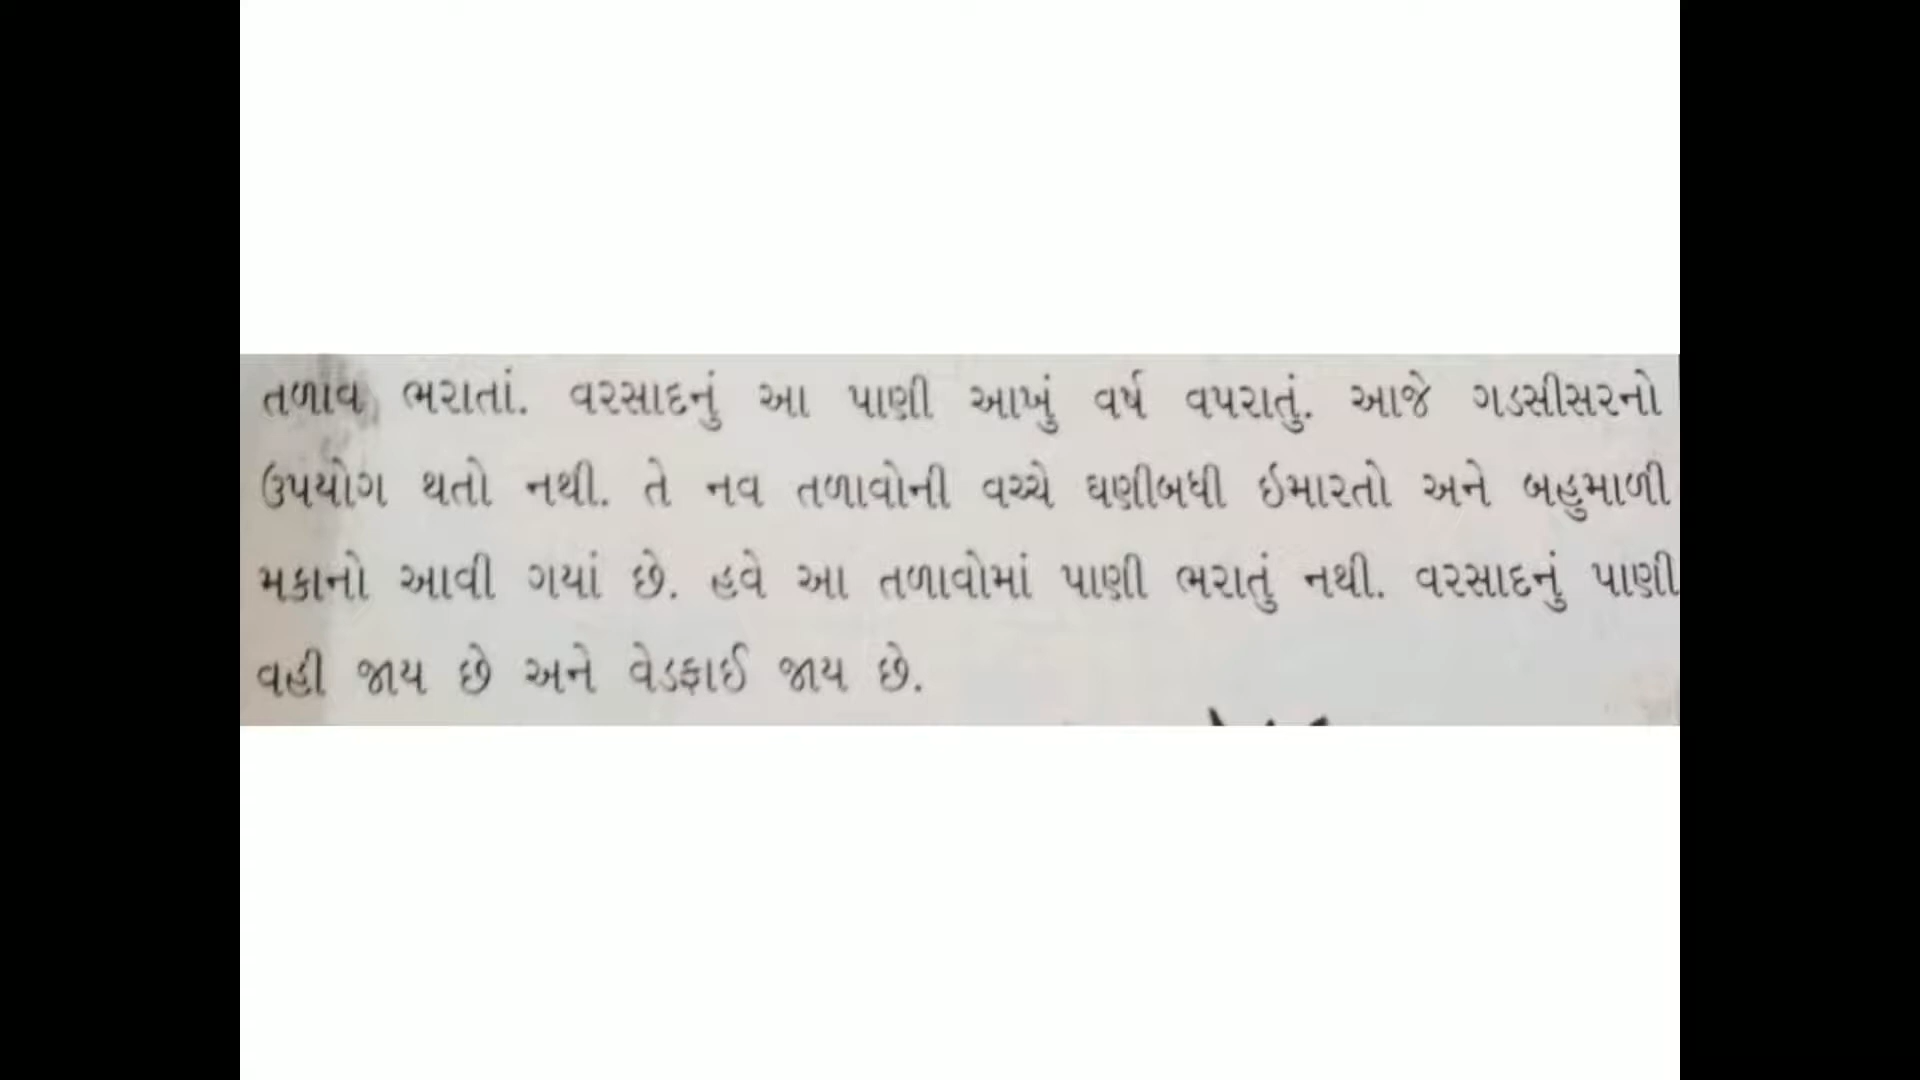 તળાવ ભરાતાં. વરસાદનું આ પાણી આખું વર્ષ વપરાતું. આજે ગડસીસરનો
ઉપયોગ થતો નથી. તે નવ તળાવોની વચ્ચે ઘણીબધી ઈમારતો અને બહુમાળી
મકાનો આવી ગયાં છે. હવે આ તળાવોમાં પાણી ભરાતું નથી. વરસાદનું પાણી
વહી જાય છે અને વેડફાઈ જાય છે.